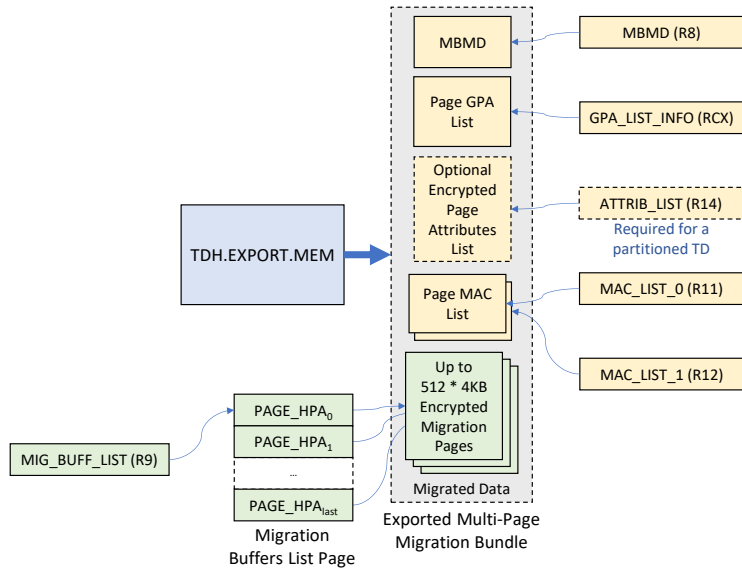 MBMD
MBMD (R8)
Page GPA
List
GPA_LIST_INFO (RCX)
Optional
Encrypted
Page
Attributes
List
ATTRIB_LIST (R14)
Required for a
partitioned TD
TDH.EXPORT.MEM
Page MAC
List
MAC_LIST_0 (R11)
MAC_LIST_1 (R12)
Up to
512 * 4KB
Encrypted
Migration
Pages
PAGE_HPA0
PAGE_HPA1
...
PAGE_HPAlast
MIG_BUFF_LIST (R9)
Migrated Data
Migration
Buffers List Page
Exported Multi-Page
Migration Bundle